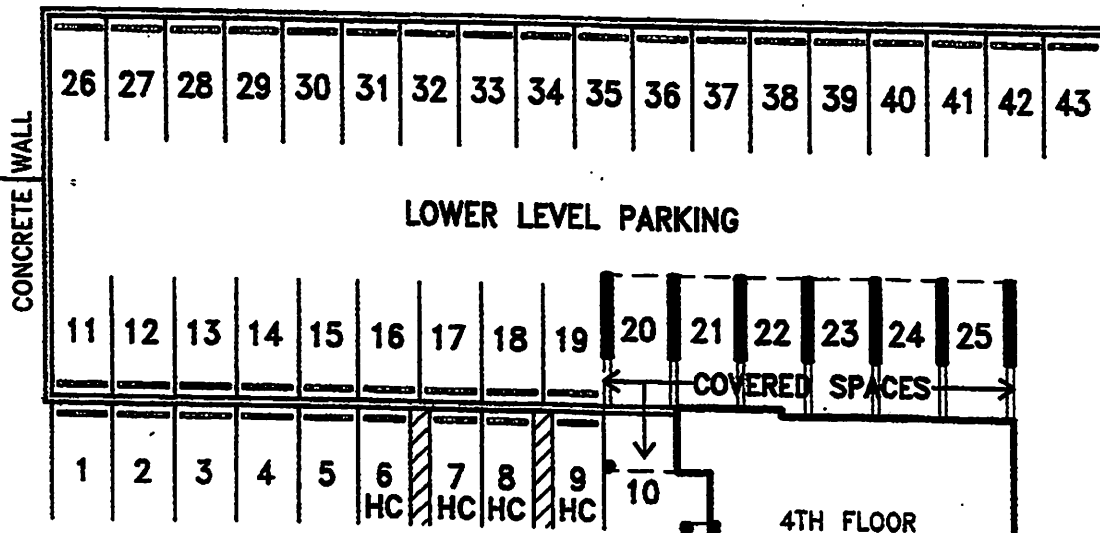 26 27 28 29 30 31 32 33 34 35 36 37 38 39 40 41 42 43
CONCRETE WALL
LOWER LEVEL PARKING
11 12 13 14 15 16 17 18 19 20 21 22 23 24 25
COVERED SPACES
1 2 3 4 5 6 7 8 9 10
HC HC HC HC
4TH FLOOR